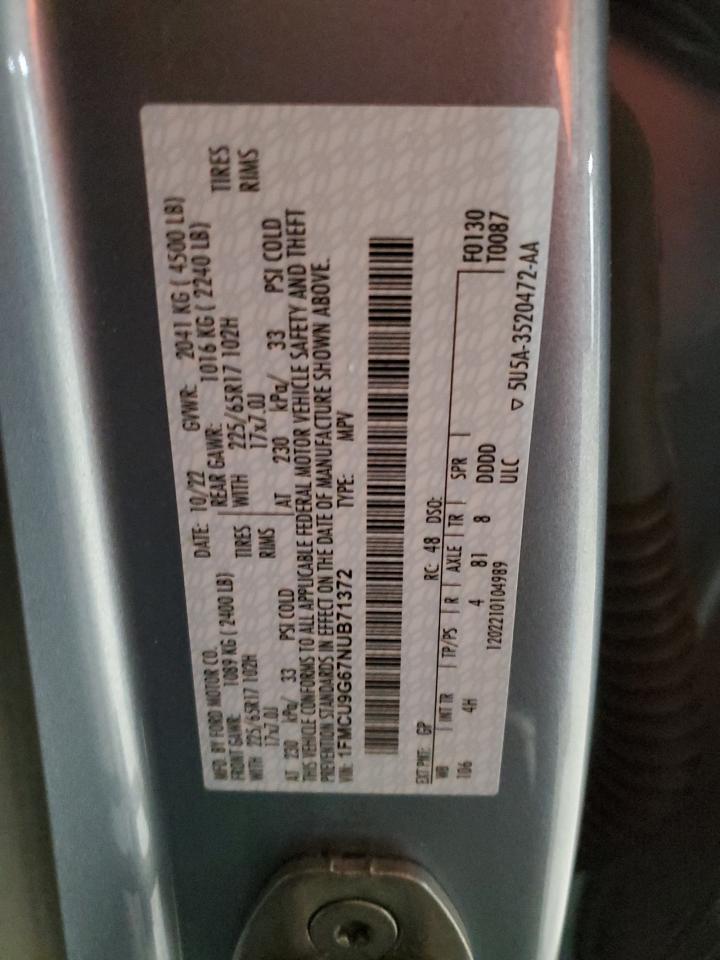 MFD. BY FORD MOTOR CO.
DATE: 10/22 GVWR: 2041 KG ( 4500 LB)
FRONT GAWR: 1089 KG ( 2400 LB)
REAR GAWR: 1016 KG ( 2240 LB)
WITH 225/65R17 102H TIRES
WITH 225/65R17 102H TIRES
17x7.0J RIMS
17x7.0J RIMS
AT 230 kPa/ 33 PSI COLD
AT 230 kPa/ 33 PSI COLD
THIS VEHICLE CONFORMS TO ALL APPLICABLE FEDERAL MOTOR VEHICLE SAFETY AND THEFT
PREVENTION STANDARDS IN EFFECT ON THE DATE OF MANUFACTURE SHOWN ABOVE.
VIN: 1FMCU9G67NUB71372 TYPE: MPV
F0130
T0087
EXT PNT: GP RC: 48 DSO:
WB INT TR TP/PS R AXLE TR SPR
106 4H 4 81 8 DDDD
1202210104989 ULC ▽ 5U5A-3520472-AA